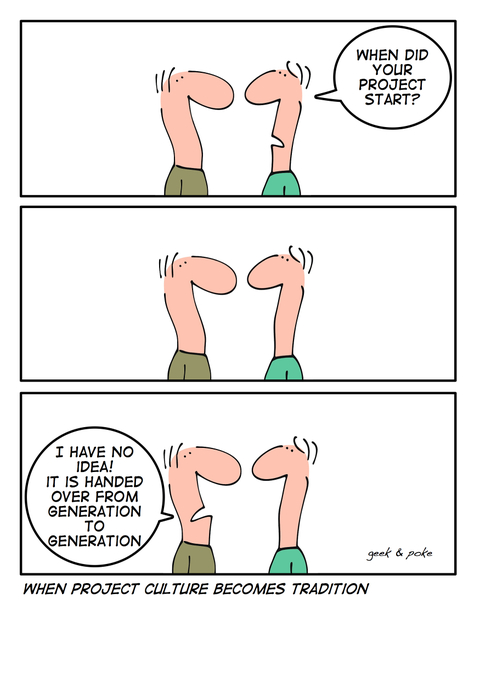 WHEN DID
YOUR
PROJECT
START?
I HAVE NO
IDEA!
IT IS HANDED
OVER FROM
GENERATION
TO
GENERATION
geek & poke
WHEN PROJECT CULTURE BECOMES TRADITION